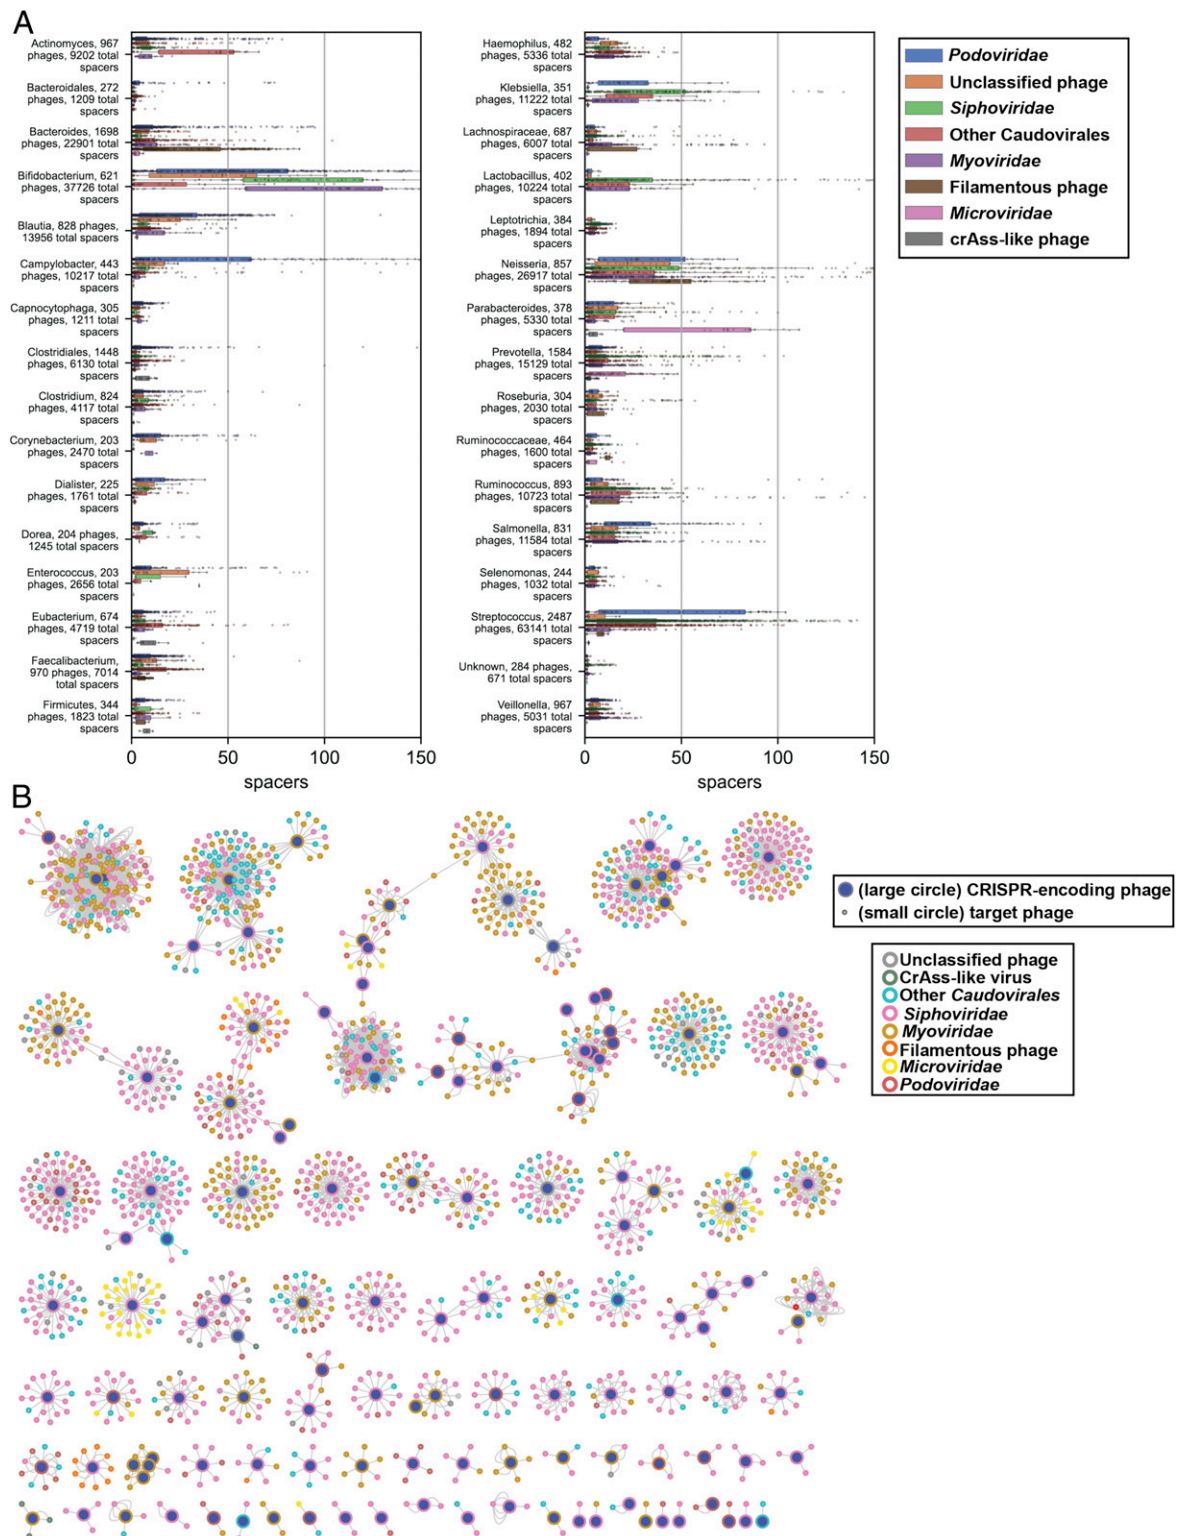 A
Actinomyces, 967
phages, 9202 total
spacers
Bacteroidales, 272
phages, 1209 total
spacers
Bacteroides, 1698
phages, 22901 total
spacers
Bifidobacterium, 621
phages, 37726 total
spacers
Blautia, 828 phages,
13956 total spacers
Campylobacter, 443
phages, 10217 total
spacers
Capnocytophaga, 305
phages, 1211 total
spacers
Clostridiales, 1448
phages, 6130 total
spacers
Clostridium, 824
phages, 4117 total
spacers
Corynebacterium, 203
phages, 2470 total
spacers
Dialister, 225
phages, 1761 total
spacers
Dorea, 204 phages,
1245 total spacers
Enterococcus, 203
phages, 2656 total
spacers
Eubacterium, 674
phages, 4719 total
spacers
Faecalibacterium,
970 phages, 7014
total spacers
Firmicutes, 344
phages, 1823 total
spacers
0 50 100 150
spacers
Haemophilus, 482
phages, 5336 total
spacers
Klebsiella, 351
phages, 11222 total
spacers
Lachnospiraceae, 687
phages, 6007 total
spacers
Lactobacillus, 402
phages, 10224 total
spacers
Leptotrichia, 384
phages, 1894 total
spacers
Neisseria, 857
phages, 26917 total
spacers
Parabacteroides, 378
phages, 5330 total
spacers
Prevotella, 1584
phages, 15129 total
spacers
Roseburia, 304
phages, 2030 total
spacers
Ruminococcaceae, 464
phages, 1600 total
spacers
Ruminococcus, 893
phages, 10723 total
spacers
Salmonella, 831
phages, 11584 total
spacers
Selenomonas, 244
phages, 1032 total
spacers
Streptococcus, 2487
phages, 63141 total
spacers
Unknown, 284 phages,
671 total spacers
Veillonella, 967
phages, 5031 total
spacers
0 50 100 150
spacers
Podoviridae
Unclassified phage
Siphoviridae
Other Caudovirales
Myoviridae
Filamentous phage
Microviridae
crAss-like phage
B
(large circle) CRISPR-encoding phage
(small circle) target phage
Unclassified phage
CrAss-like virus
Other Caudovirales
Siphoviridae
Myoviridae
Filamentous phage
Microviridae
Podoviridae